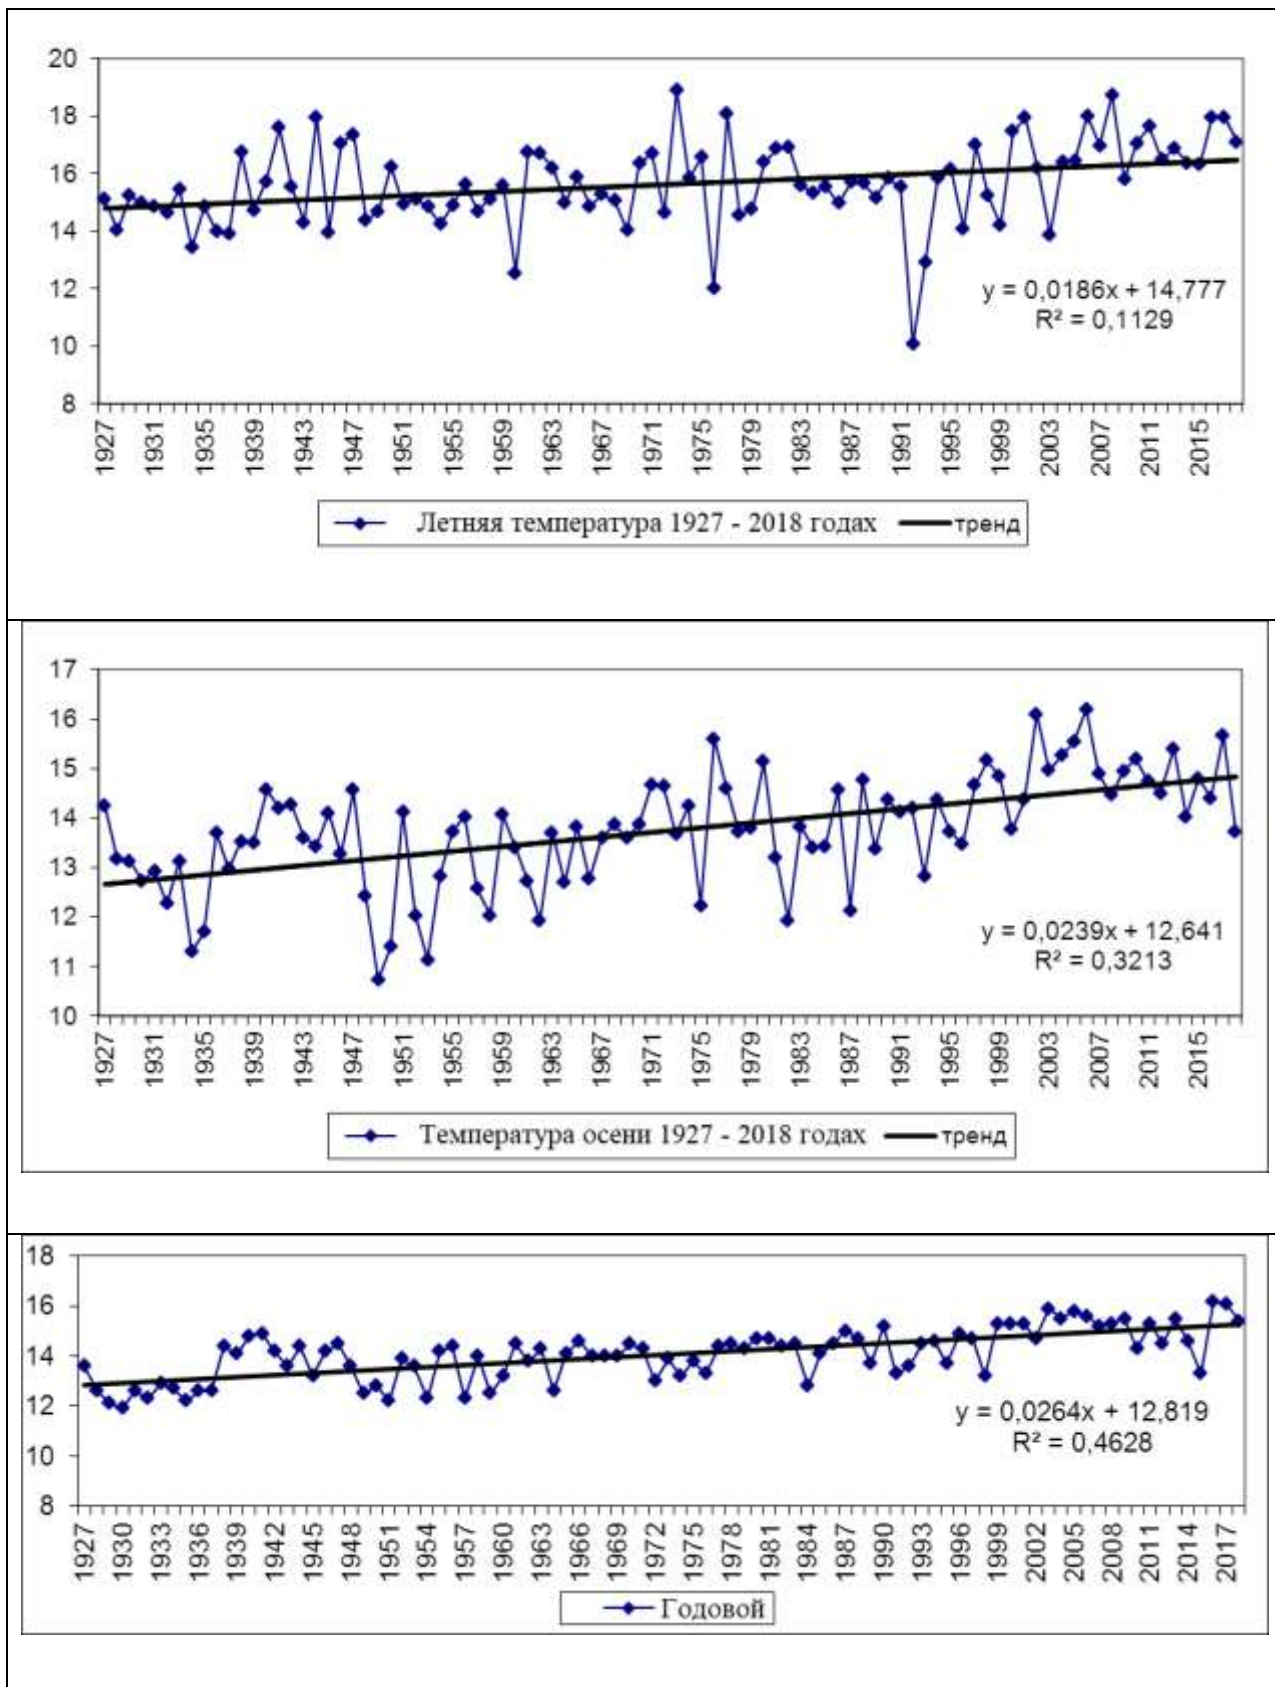 20
18
16
14
12
10
8
y = 0,0186x + 14,777
R² = 0,1129
1927 1931 1935 1939 1943 1947 1951 1955 1959 1963 1967 1971 1975 1979 1983 1987 1991 1995 1999 2003 2007 2011 2015
Летняя температура 1927 - 2018 годах тренд
17
16
15
14
13
12
11
10
y = 0,0239x + 12,641
R² = 0,3213
1927 1931 1935 1939 1943 1947 1951 1955 1959 1963 1967 1971 1975 1979 1983 1987 1991 1995 1999 2003 2007 2011 2015
Температура осени 1927 - 2018 годах тренд
18
16
14
12
10
8
y = 0,0264x + 12,819
R² = 0,4628
1927 1930 1933 1936 1939 1942 1945 1948 1951 1954 1957 1960 1963 1966 1969 1972 1975 1978 1981 1984 1987 1990 1993 1996 1999 2002 2005 2008 2011 2014 2017
Годовой